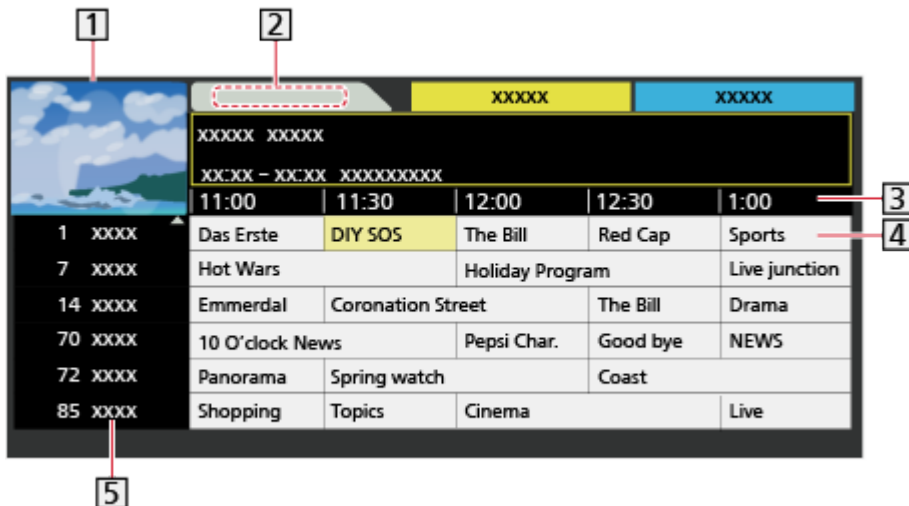 1 2
XXXXX XXXXX
XXXXX XXXXX
XX:XX – XX:XX XXXXXXXXX
11:00 11:30 12:00 12:30 1:00 3
1 XXXX Das Erste DIY SOS The Bill Red Cap Sports 4
7 XXXX Hot Wars Holiday Program Live junction
14 XXXX Emmerdal Coronation Street The Bill Drama
70 XXXX 10 O'clock News Pepsi Char. Good bye NEWS
72 XXXX Panorama Spring watch Coast
85 XXXX Shopping Topics Cinema Live
5